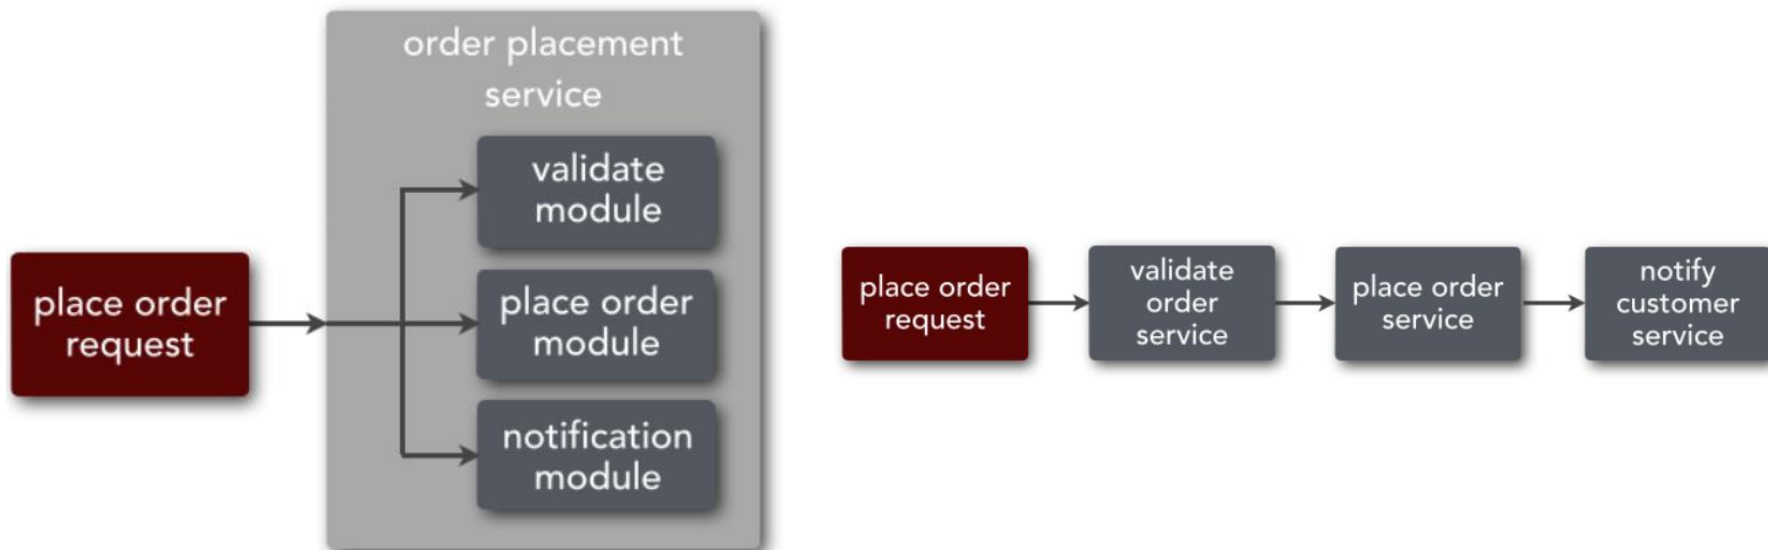 order placement
service
validate
module
place order
request
place order
module
notification
module
place order
request
validate
order
service
place order
service
notify
customer
service